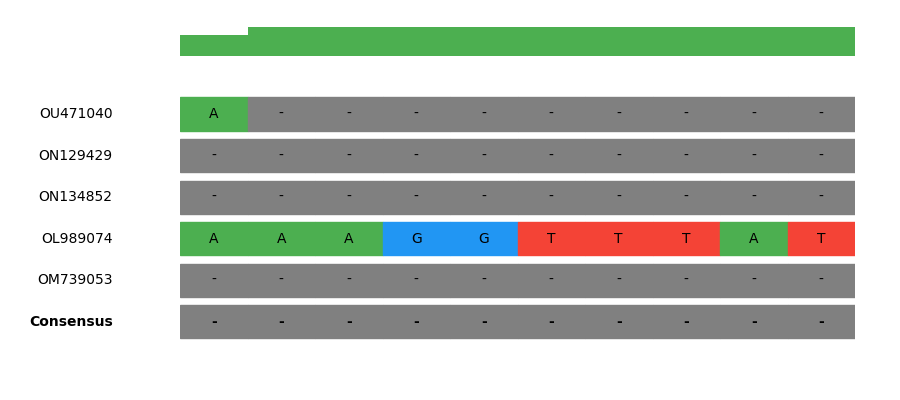 OU471040 A - - - - - - - - -
ON129429 - - - - - - - - - -
ON134852 - - - - - - - - - -
OL989074 A A A G G T T T A T
OM739053 - - - - - - - - - -
Consensus - - - - - - - - - -